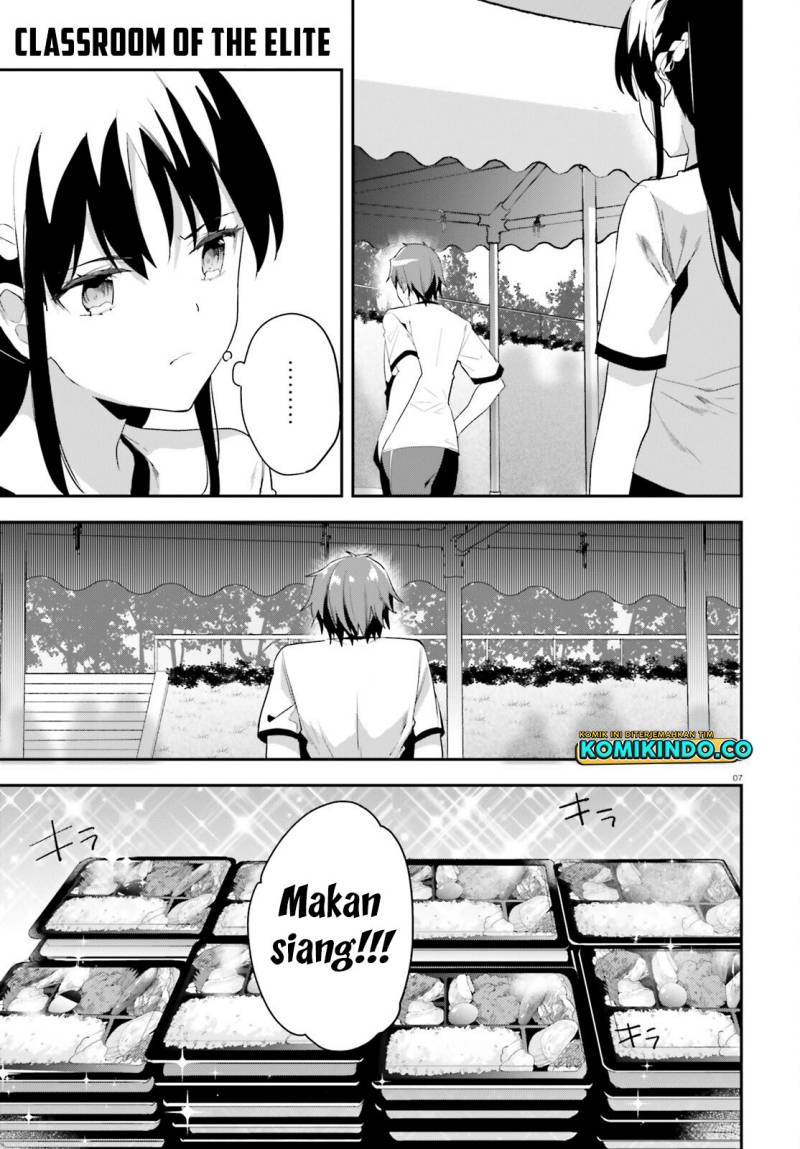 CLASSROOM OF THE ELITE
.........
KOMIK INI DITERJEMAHKAN TIM
KOMIKINDO.CO
07
キラ
キラ
Makan
siang!!!
キラ